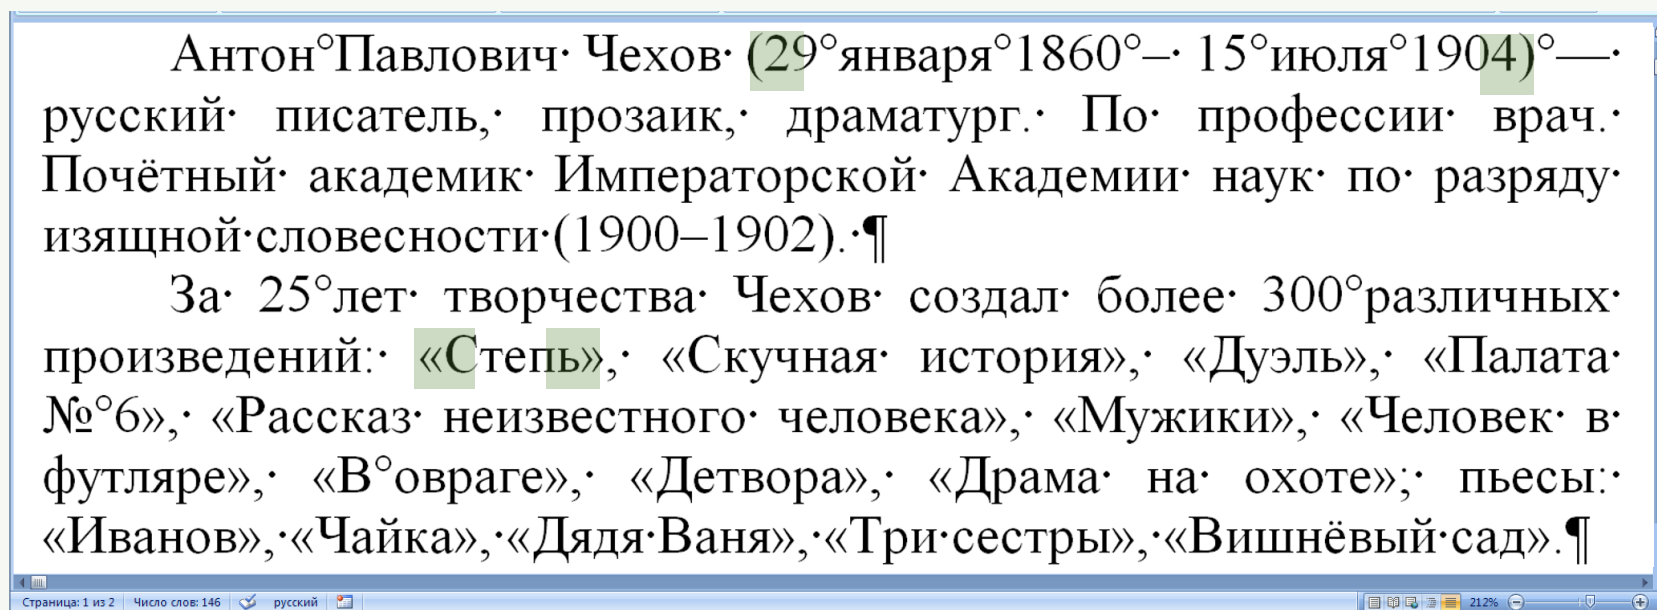 Антон°Павлович· Чехов· (29°января°1860°–· 15°июля°1904)°—·
русский· писатель,· прозаик,· драматург.· По· профессии· врач.·
Почётный· академик· Императорской· Академии· наук· по· разряду·
изящной·словесности·(1900–1902).·¶
За· 25°лет· творчества· Чехов· создал· более· 300°различных·
произведений:· «Степь»,· «Скучная· история»,· «Дуэль»,· «Палата·
№°6»,· «Рассказ· неизвестного· человека»,· «Мужики»,· «Человек· в·
футляре»,· «В°овраге»,· «Детвора»,· «Драма· на· охоте»;· пьесы:·
«Иванов»,·«Чайка»,·«Дядя·Ваня»,·«Три·сестры»,·«Вишнёвый·сад».¶
Страница: 1 из 2 Число слов: 146 русский 212%